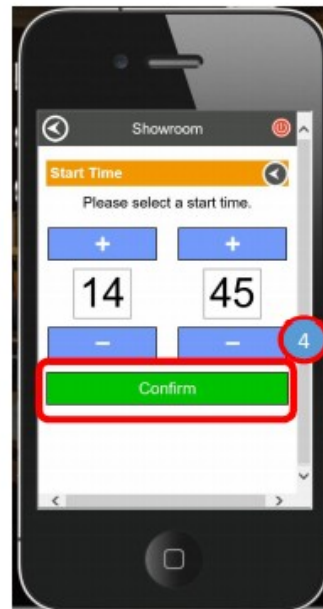 Showroom
Start Time
Please select a start time.
+ +
14 45
− −
4
Confirm